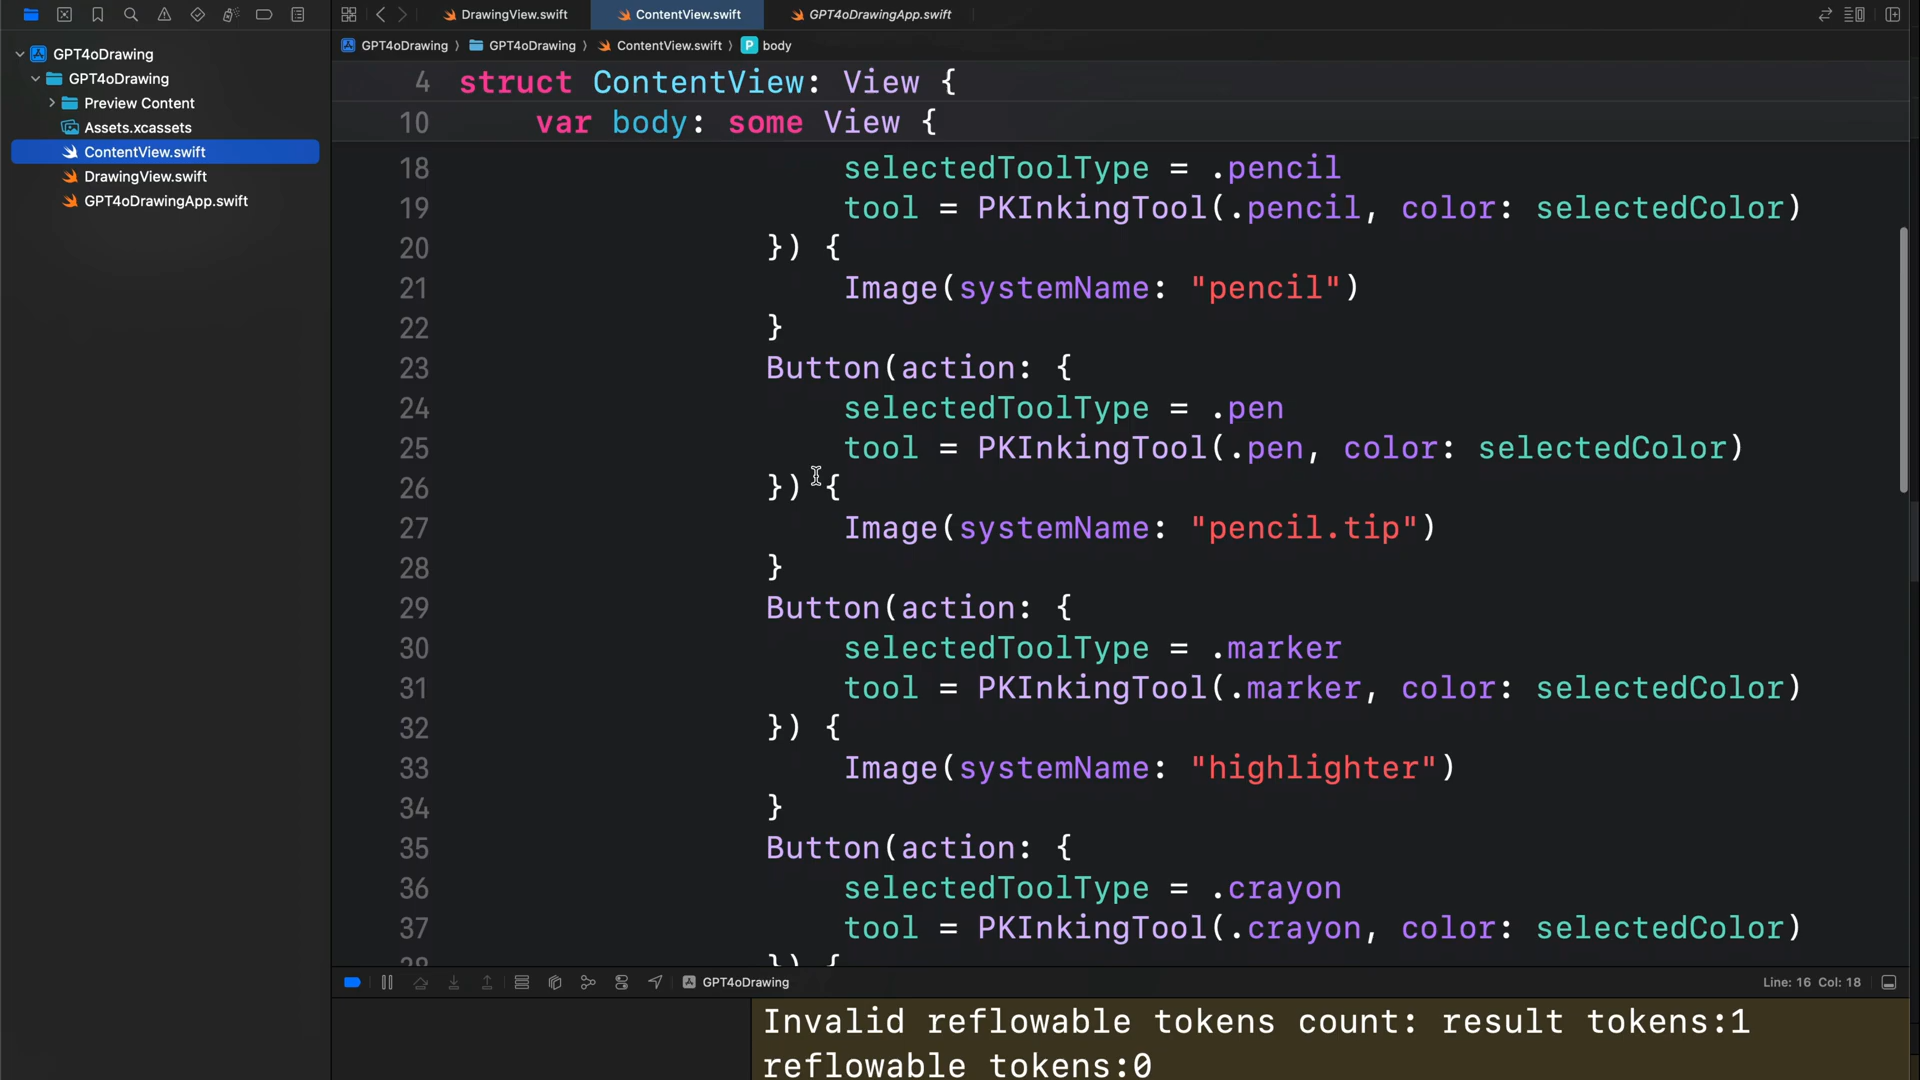 DrawingView.swift
ContentView.swift
GPT4oDrawingApp.swift
GPT4oDrawing
GPT4oDrawing
Preview Content
Assets.xcassets
ContentView.swift
DrawingView.swift
GPT4oDrawingApp.swift
GPT4oDrawing 〉 GPT4oDrawing 〉 ContentView.swift 〉 P body
4 struct ContentView: View {
10 var body: some View {
18 selectedToolType = .pencil
19 tool = PKInkingTool(.pencil, color: selectedColor)
20 }) {
21 Image(systemName: "pencil")
22 }
23 Button(action: {
24 selectedToolType = .pen
25 tool = PKInkingTool(.pen, color: selectedColor)
26 }) {
27 Image(systemName: "pencil.tip")
28 }
29 Button(action: {
30 selectedToolType = .marker
31 tool = PKInkingTool(.marker, color: selectedColor)
32 }) {
33 Image(systemName: "highlighter")
34 }
35 Button(action: {
36 selectedToolType = .crayon
37 tool = PKInkingTool(.crayon, color: selectedColor)
38 }) {
GPT4oDrawing
Line: 16 Col: 18
Invalid reflowable tokens count: result tokens:1
reflowable tokens:0